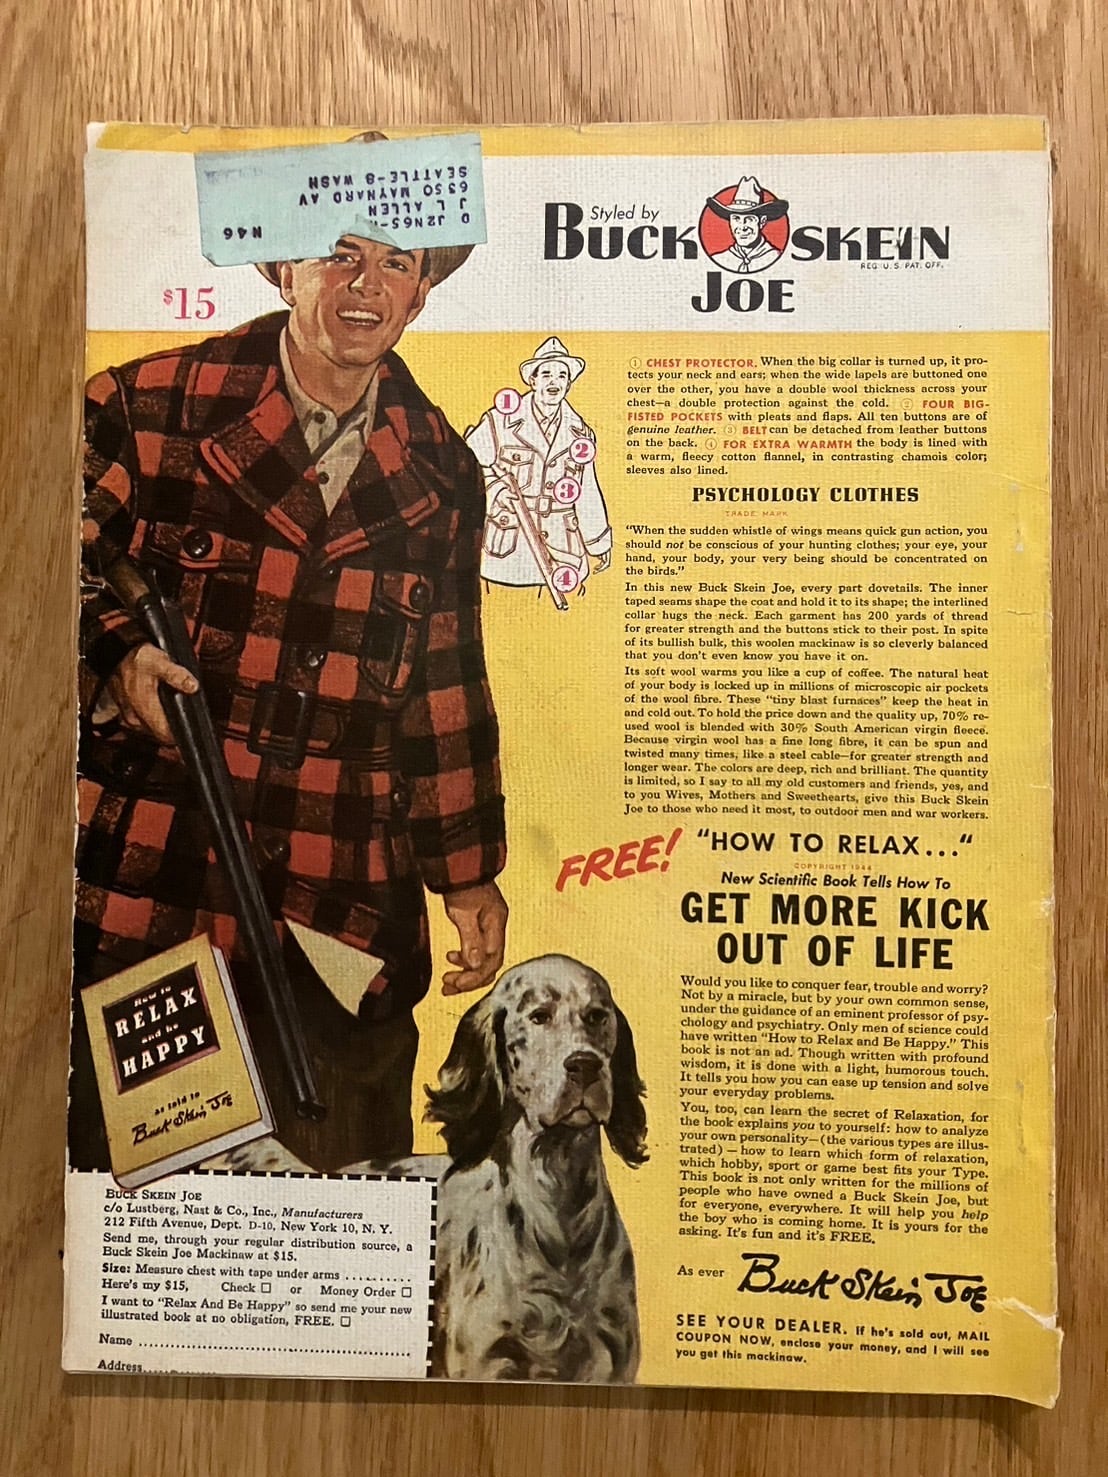 D J2N65-
J L ALLEN
6350 MAYNARD AV
SEATTLE-8 WASH
N46
$15
Styled by
BUCK SKEIN
REG. U.S. PAT. OFF.
JOE
1
2
3
4
① CHEST PROTECTOR. When the big collar is turned up, it pro-
tects your neck and ears; when the wide lapels are buttoned one
over the other, you have a double wool thickness across your
chest—a double protection against the cold. ② FOUR BIG-
FISTED POCKETS with pleats and flaps. All ten buttons are of
genuine leather. ③ BELT can be detached from leather buttons
on the back. ④ FOR EXTRA WARMTH the body is lined with
a warm, fleecy cotton flannel, in contrasting chamois color;
sleeves also lined.
PSYCHOLOGY CLOTHES
TRADE MARK
"When the sudden whistle of wings means quick gun action, you
should not be conscious of your hunting clothes; your eye, your
hand, your body, your very being should be concentrated on
the birds."
In this new Buck Skein Joe, every part dovetails. The inner
taped seams shape the coat and hold it to its shape; the interlined
collar hugs the neck. Each garment has 200 yards of thread
for greater strength and the buttons stick to their post. In spite
of its bullish bulk, this woolen mackinaw is so cleverly balanced
that you don't even know you have it on.
Its soft wool warms you like a cup of coffee. The natural heat
of your body is locked up in millions of microscopic air pockets
of the wool fibre. These "tiny blast furnaces" keep the heat in
and cold out. To hold the price down and the quality up, 70% re-
used wool is blended with 30% South American virgin fleece.
Because virgin wool has a fine long fibre, it can be spun and
twisted many times, like a steel cable—for greater strength and
longer wear. The colors are deep, rich and brilliant. The quantity
is limited, so I say to all my old customers and friends, yes, and
to you Wives, Mothers and Sweethearts, give this Buck Skein
Joe to those who need it most, to outdoor men and war workers.
FREE! "HOW TO RELAX..."
COPYRIGHT 1944
New Scientific Book Tells How To
GET MORE KICK
OUT OF LIFE
Would you like to conquer fear, trouble and worry?
Not by a miracle, but by your own common sense,
under the guidance of an eminent professor of psy-
chology and psychiatry. Only men of science could
have written "How to Relax and Be Happy." This
book is not an ad. Though written with profound
wisdom, it is done with a light, humorous touch.
It tells you how you can ease up tension and solve
your everyday problems.
You, too, can learn the secret of Relaxation, for
the book explains you to yourself: how to analyze
your own personality—(the various types are illus-
trated) — how to learn which form of relaxation,
which hobby, sport or game best fits your Type.
This book is not only written for the millions of
people who have owned a Buck Skein Joe, but
for everyone, everywhere. It will help you help
the boy who is coming home. It is yours for the
asking. It's fun and it's FREE.
As ever Buck Skein Joe
SEE YOUR DEALER. If he's sold out, MAIL
COUPON NOW, enclose your money, and I will see
you get this mackinaw.
How to
RELAX
and be
HAPPY
as told to
Buck Skein Joe
BUCK SKEIN JOE
c/o Lustberg, Nast & Co., Inc., Manufacturers
212 Fifth Avenue, Dept. D-10, New York 10, N. Y.
Send me, through your regular distribution source, a
Buck Skein Joe Mackinaw at $15.
Size: Measure chest with tape under arms ..........
Here's my $15, Check ☐ or Money Order ☐
I want to "Relax And Be Happy" so send me your new
illustrated book at no obligation, FREE. ☐
Name ........................................
Address..............